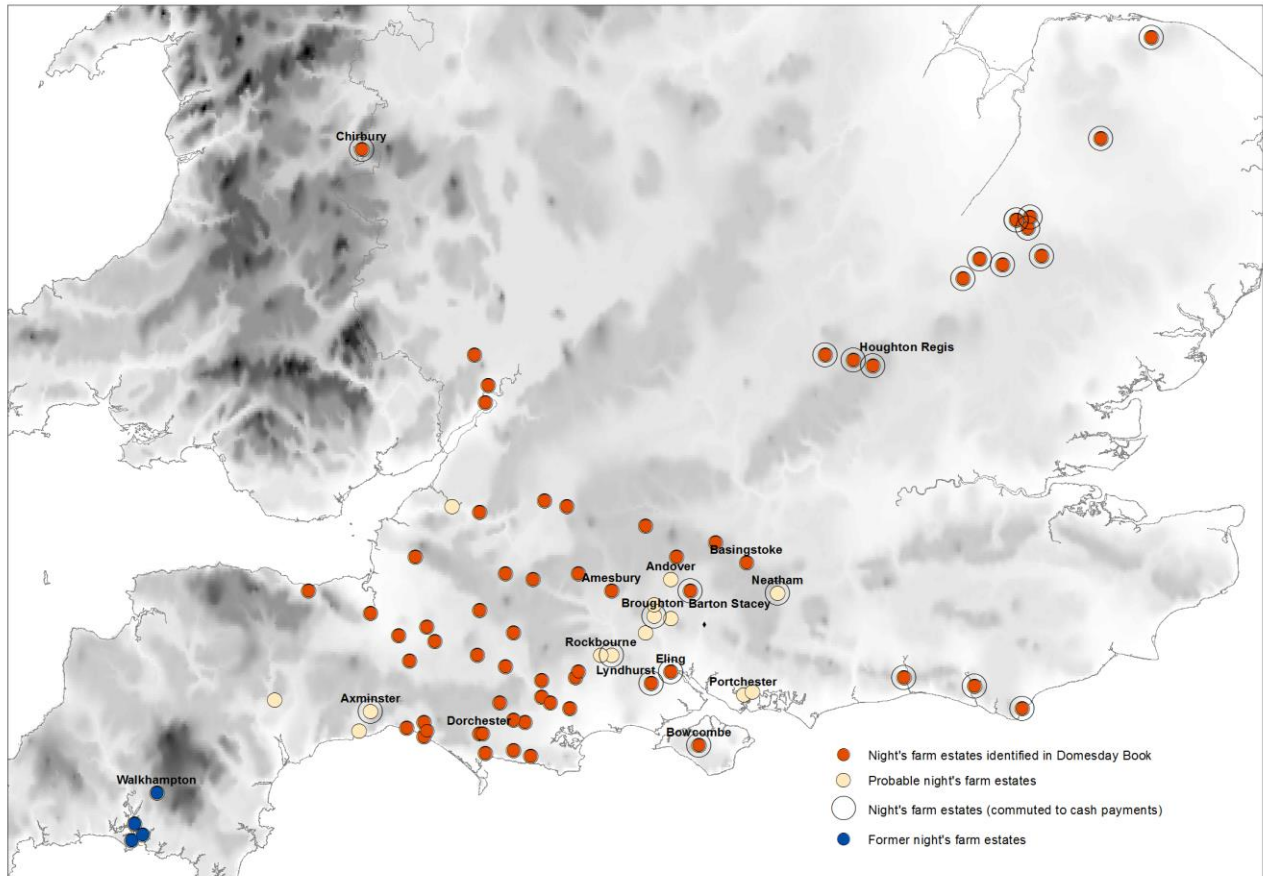 Chirbury
Houghton Regis
Basingstoke
Andover
Neatham
Amesbury
Broughton
Barton Stacey
Rockbourne
Eling
Lyndhurst
Portchester
Axminster
Dorchester
Bowcombe
Walkhampton
Night's farm estates identified in Domesday Book
Probable night's farm estates
Night's farm estates (commuted to cash payments)
Former night's farm estates